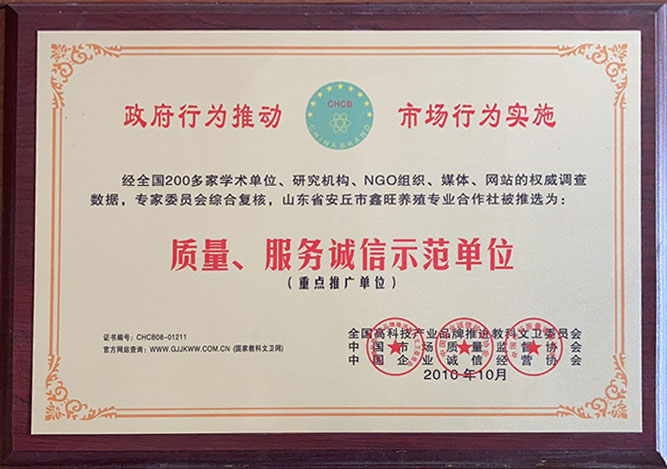 政府行为推动
CHCB
CHINA BRAND
市场行为实施
经全国200多家学术单位、研究机构、NGO组织、媒体、网站的权威调查
数据，专家委员会综合复核，山东省安丘市鑫旺养殖专业合作社被推选为：
质量、服务诚信示范单位
(重点推广单位)
证书编号：CHCB08-01211
官方网站查询：WWW.GJJKWW.COM.CN (国家教科文卫网)
全国高科技产业品牌推进教科文卫委员会
中国市场质量监督协会
中国企业诚信经营协会
2010年10月